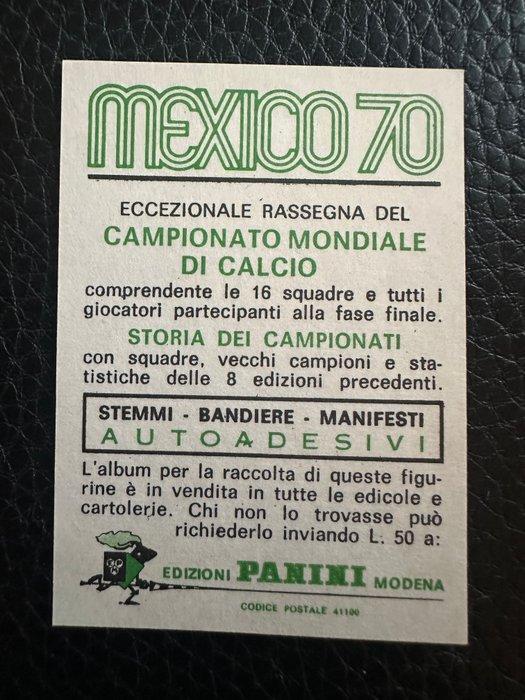 MEXICO 70
ECCEZIONALE RASSEGNA DEL
CAMPIONATO MONDIALE
DI CALCIO
comprendente le 16 squadre e tutti i
giocatori partecipanti alla fase finale.
STORIA DEI CAMPIONATI
con squadre, vecchi campioni e sta-
tistiche delle 8 edizioni precedenti.
STEMMI - BANDIERE - MANIFESTI
AUTOADESIVI
L'album per la raccolta di queste figu-
rine è in vendita in tutte le edicole e
cartolerie. Chi non lo trovasse può
richiederlo inviando L. 50 a:
EDIZIONI PANINI MODENA
CODICE POSTALE 41100